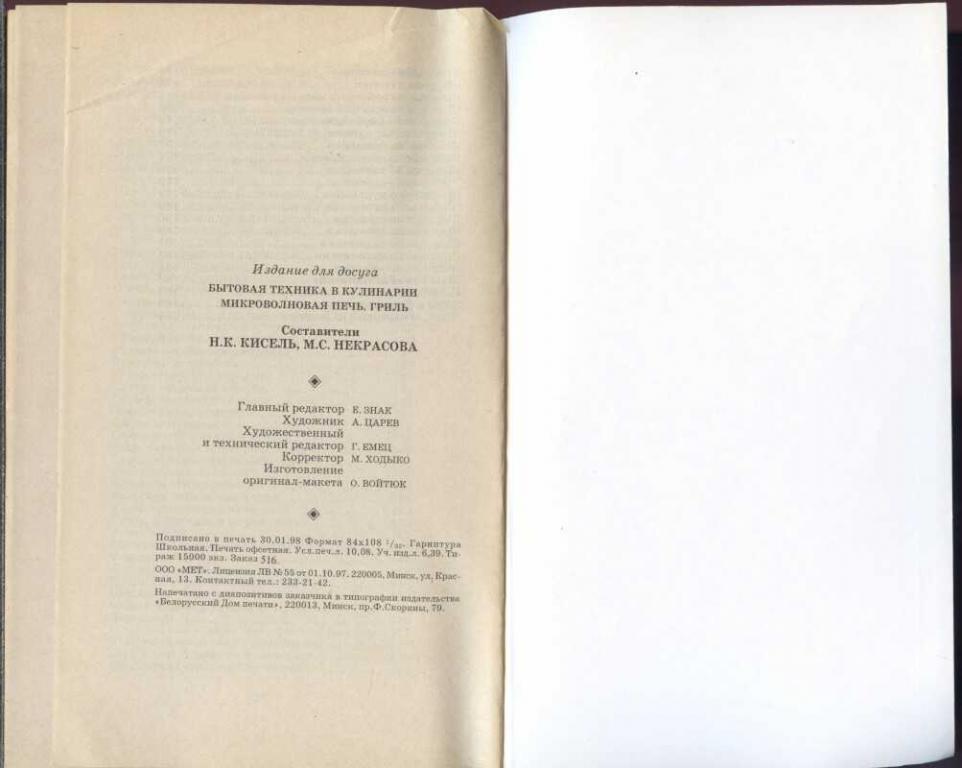 Издание для досуга
БЫТОВАЯ ТЕХНИКА В КУЛИНАРИИ
МИКРОВОЛНОВАЯ ПЕЧЬ. ГРИЛЬ
Составители
Н.К. КИСЕЛЬ, М.С. НЕКРАСОВА
Главный редактор Е. ЗНАК
Художник А. ЦАРЕВ
Художественный
и технический редактор Г. ЕМЕЦ
Корректор М. ХОДЫКО
Изготовление
оригинал-макета О. ВОЙТЮК
Подписано в печать 30.01.98 Формат 84х108 1/32. Гарнитура
Школьная. Печать офсетная. Усл.печ.л. 10,08. Уч. изд.л. 6,39. Ти-
раж 15000 экз. Заказ 516.
ООО «МЕТ». Лицензия ЛВ № 55 от 01.10.97. 220005, Минск, ул. Крас-
ная, 13. Контактный тел.: 233-21-42.
Напечатано с диапозитивов заказчика в типографии издательства
«Белорусский Дом печати», 220013, Минск, пр.Ф.Скорины, 79.